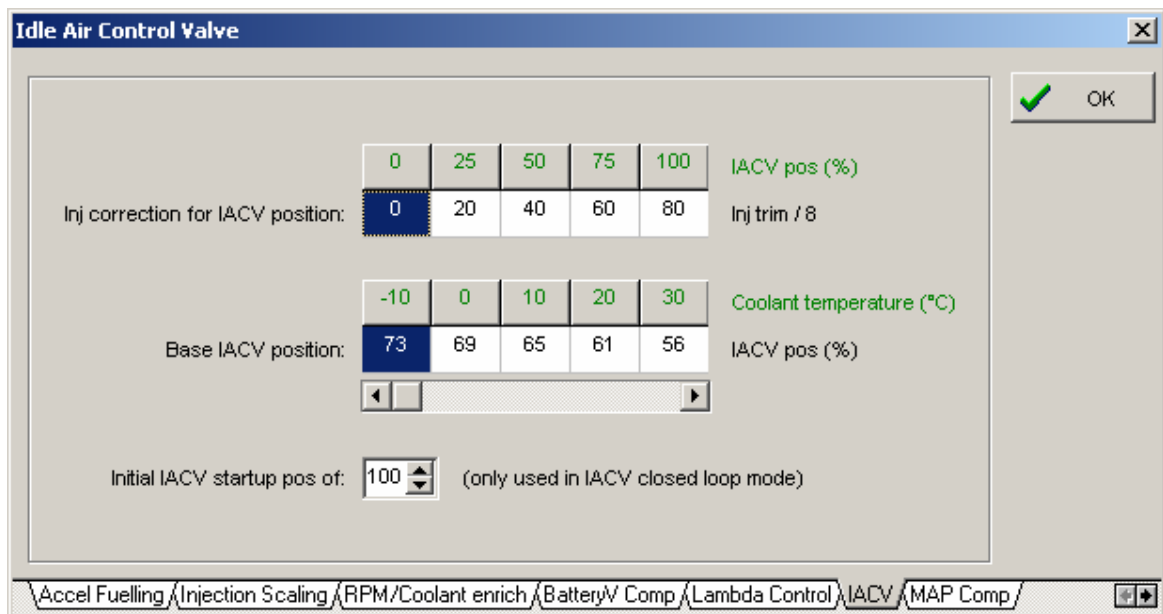 Idle Air Control Valve
OK
0 25 50 75 100 IACV pos (%)
Inj correction for IACV position: 0 20 40 60 80 Inj trim / 8
-10 0 10 20 30 Coolant temperature (°C)
Base IACV position: 73 69 65 61 56 IACV pos (%)
Initial IACV startup pos of: 100 (only used in IACV closed loop mode)
Accel Fuelling Injection Scaling RPM/Coolant enrich BatteryV Comp Lambda Control IACV MAP Comp